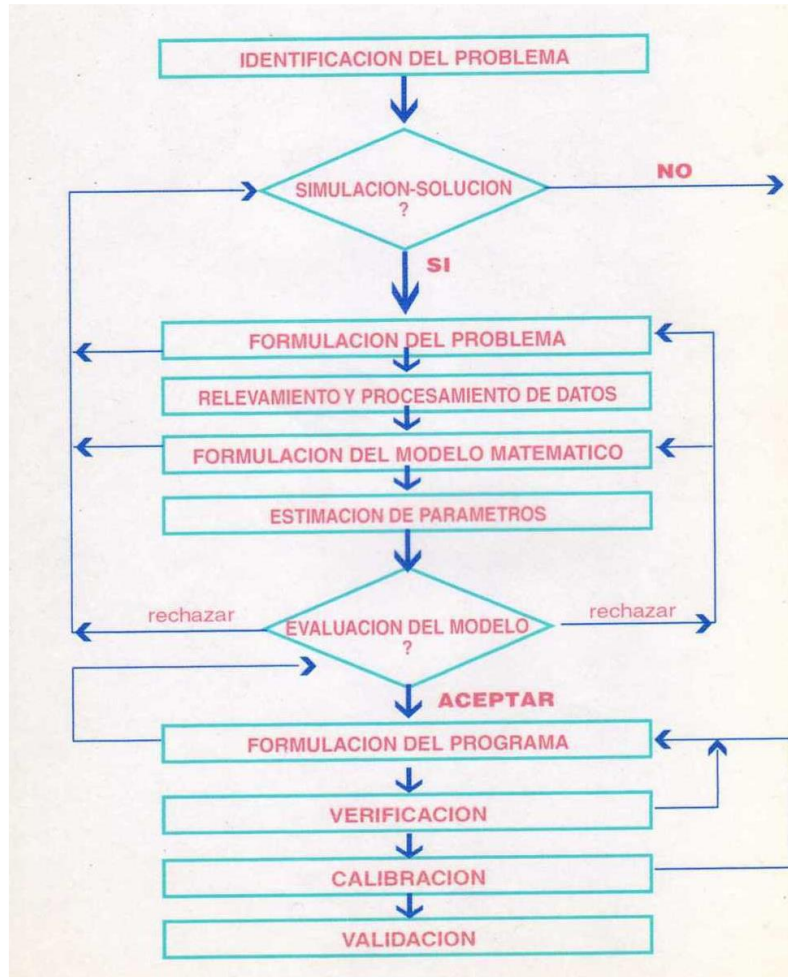 IDENTIFICACION DEL PROBLEMA
SIMULACION-SOLUCION
?
NO
SI
FORMULACION DEL PROBLEMA
RELEVAMIENTO Y PROCESAMIENTO DE DATOS
FORMULACION DEL MODELO MATEMATICO
ESTIMACION DE PARAMETROS
rechazar
EVALUACION DEL MODELO
?
rechazar
ACEPTAR
FORMULACION DEL PROGRAMA
VERIFICACION
CALIBRACION
VALIDACION